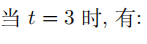 当 t = 3 时, 有: